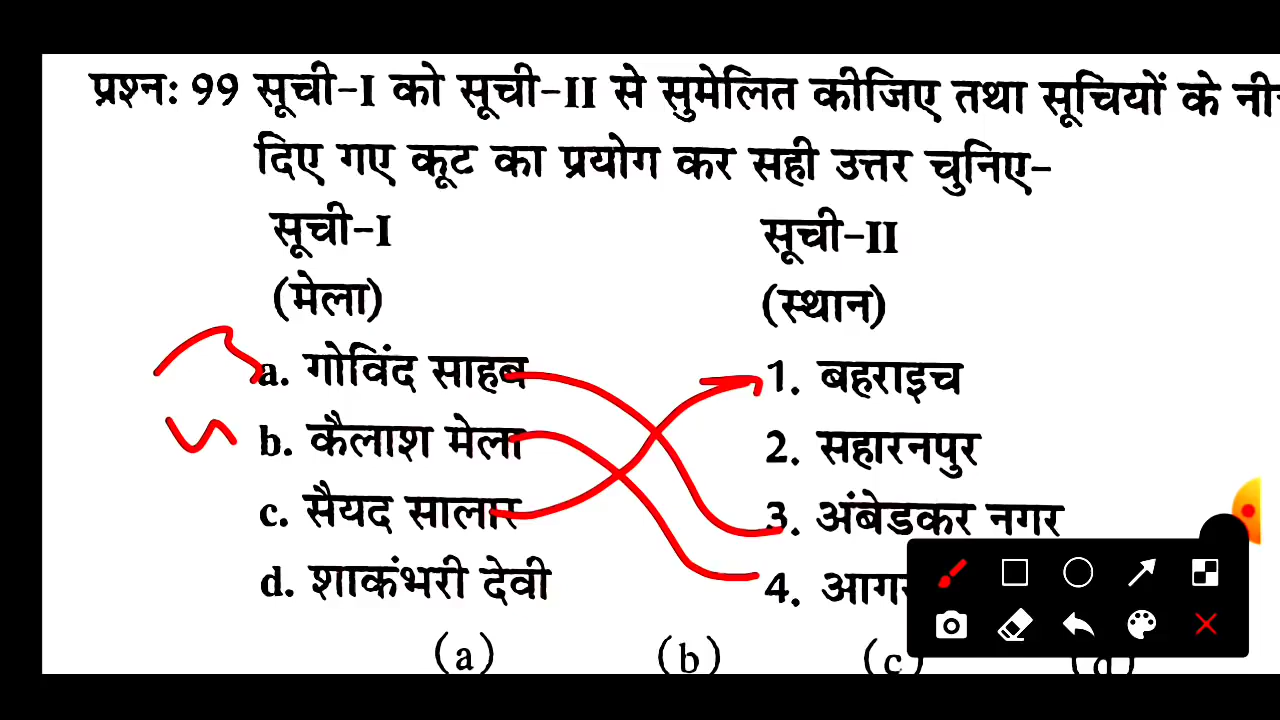 प्रश्न: 99 सूची-I को सूची-II से सुमेलित कीजिए तथा सूचियों के
दिए गए कूट का प्रयोग कर सही उत्तर चुनिए-
सूची-I सूची-II
(मेला) (स्थान)
a. गोविंद साहब 1. बहराइच
b. कैलाश मेला 2. सहारनपुर
c. सैयद सालार 3. अंबेडकर नगर
d. शाकंभरी देवी 4.
(a) (b) (c) (d)